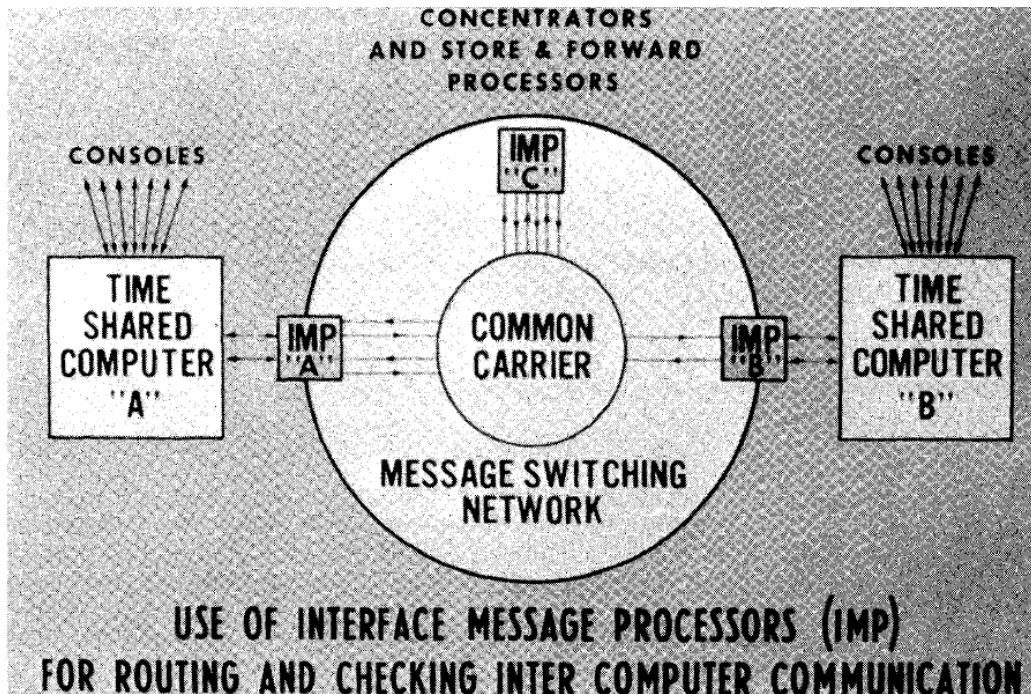 CONCENTRATORS
AND STORE & FORWARD
PROCESSORS
CONSOLES
CONSOLES
IMP
"C"
TIME
SHARED
COMPUTER
"A"
IMP
"A"
COMMON
CARRIER
IMP
"B"
TIME
SHARED
COMPUTER
"B"
MESSAGE SWITCHING
NETWORK
USE OF INTERFACE MESSAGE PROCESSORS (IMP)
FOR ROUTING AND CHECKING INTER COMPUTER COMMUNICATION